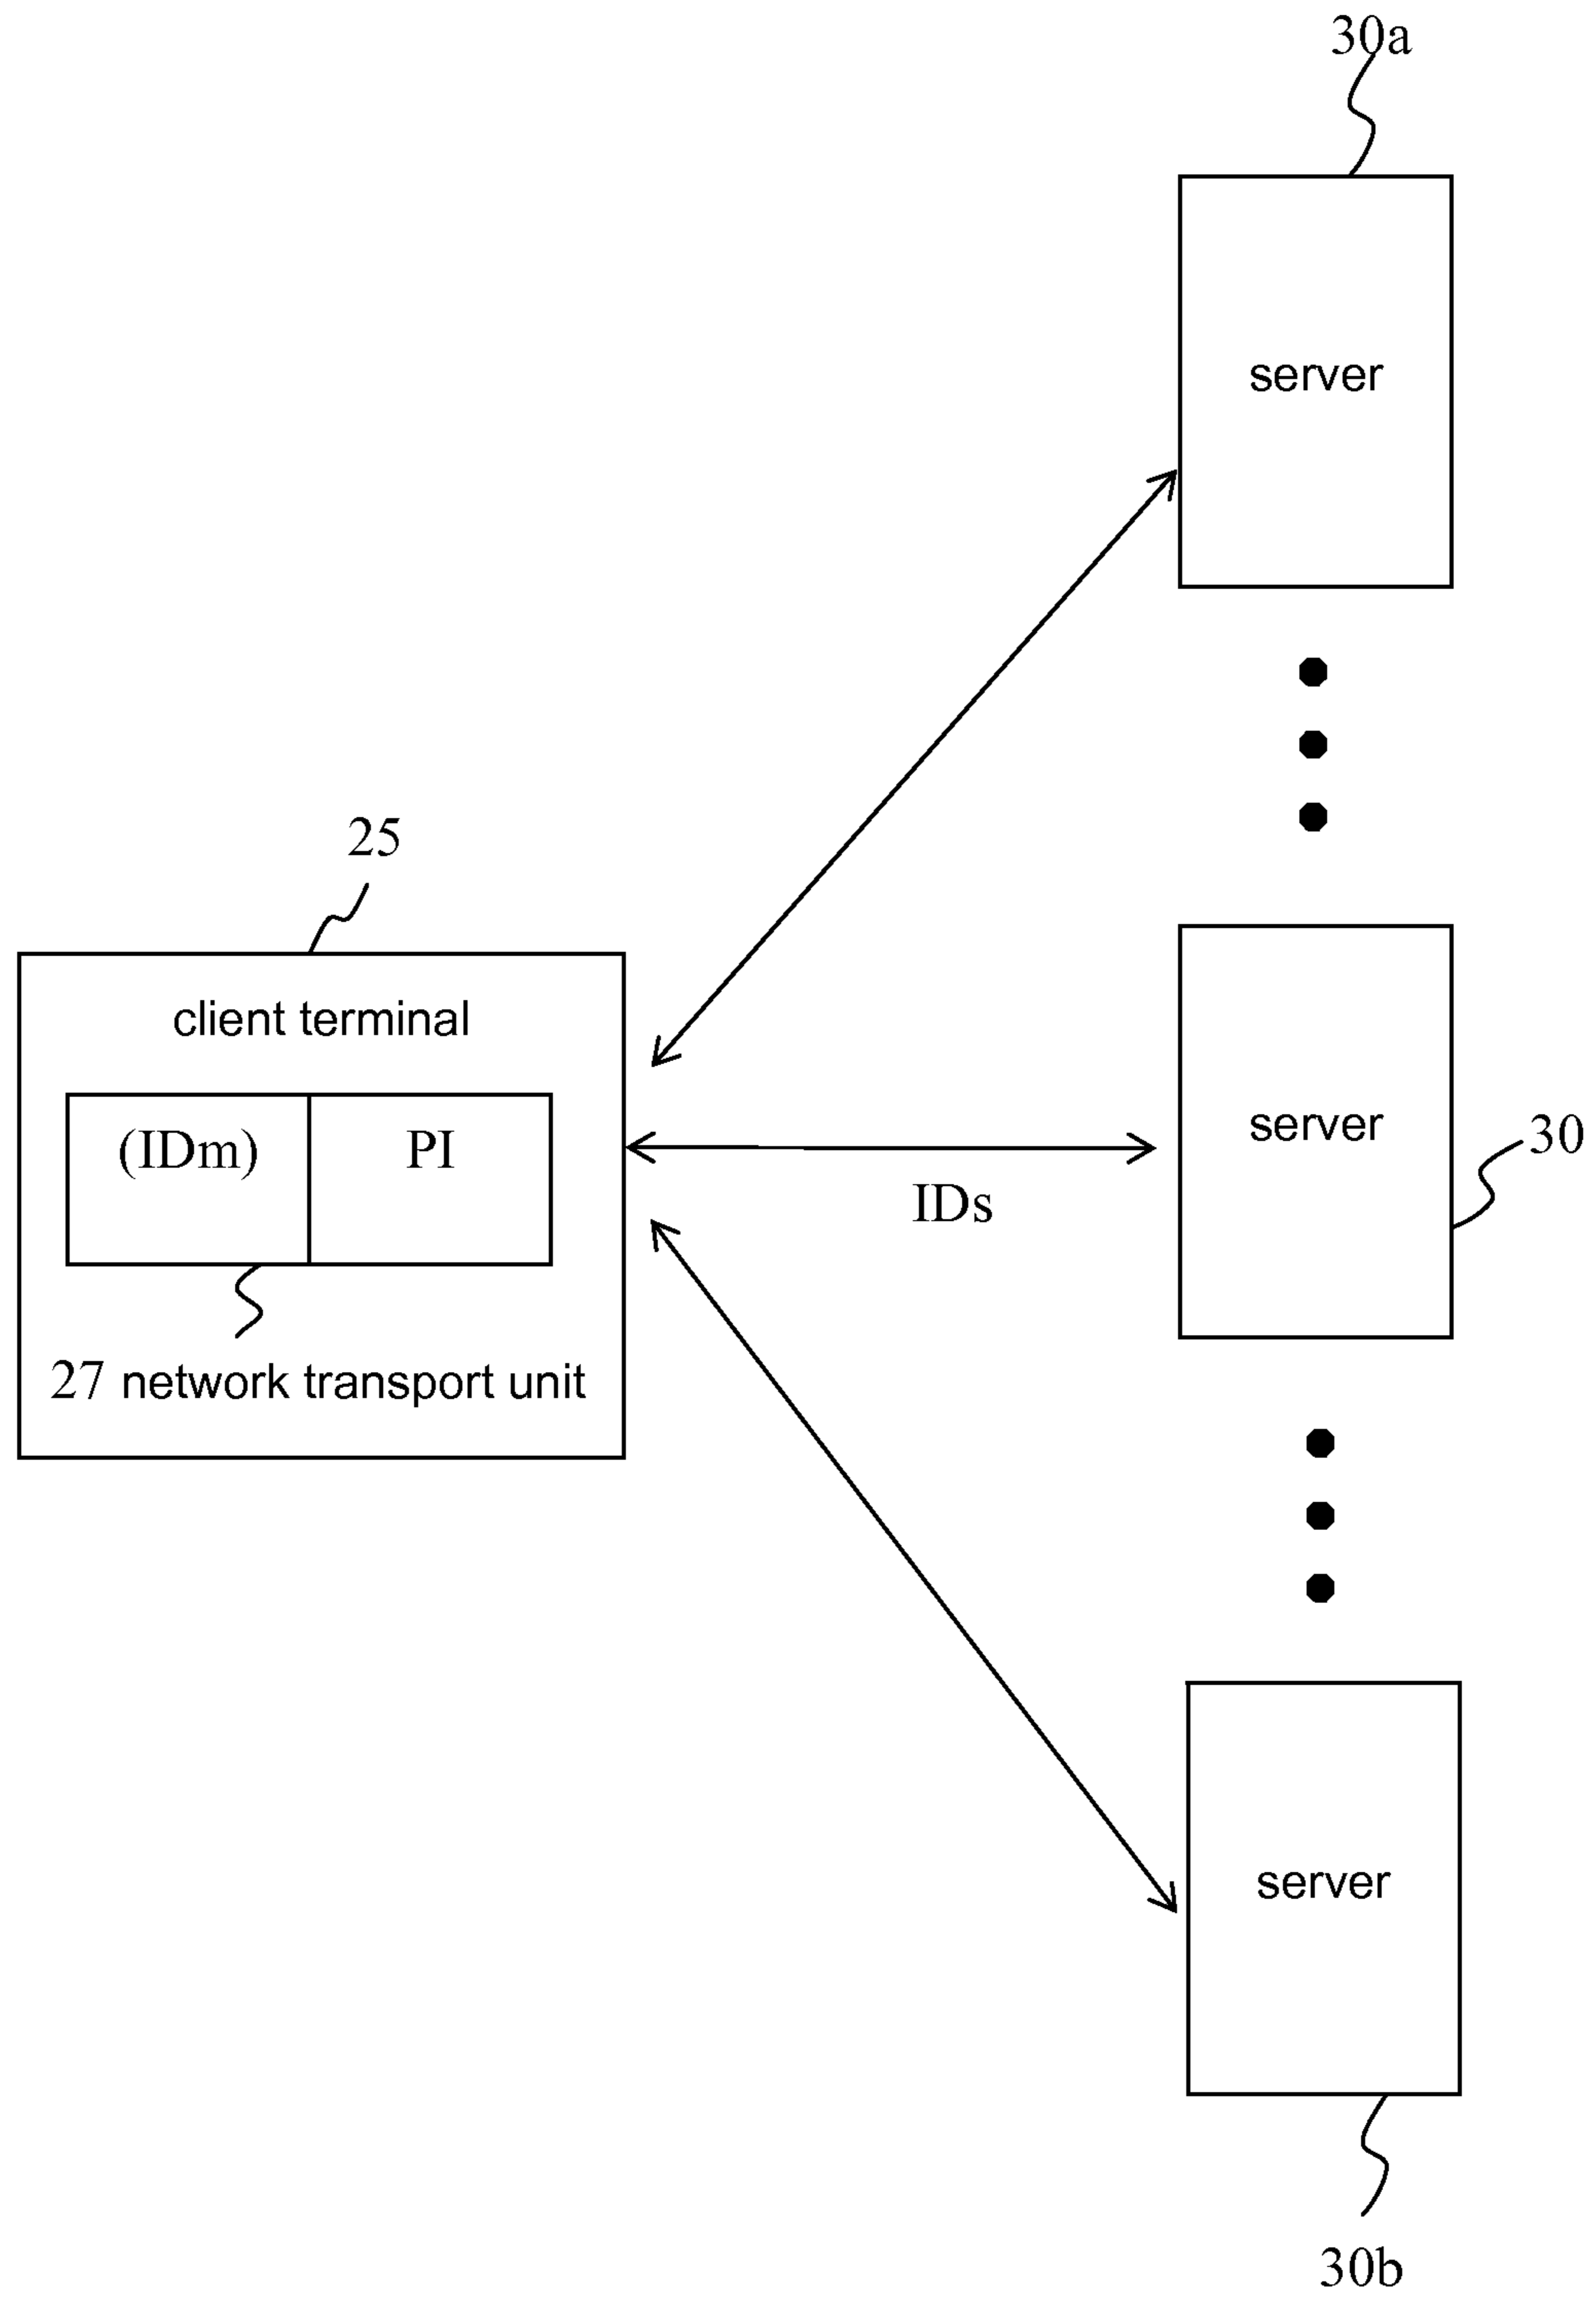 30a
server
25
client terminal
(IDm) PI
server
30
IDs
27 network transport unit
server
30b